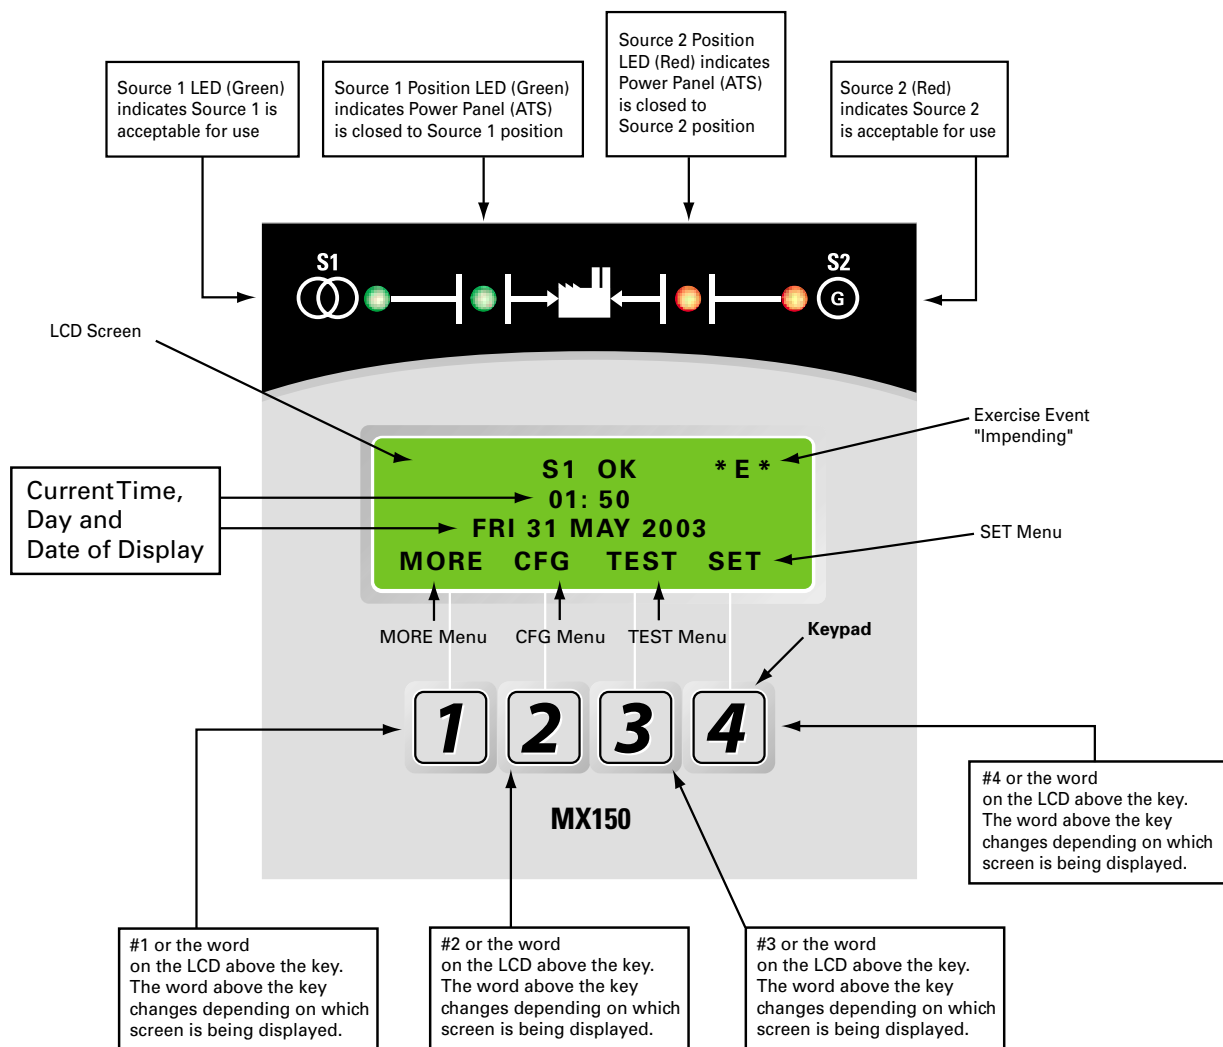 Source 1 LED (Green)
indicates Source 1 is
acceptable for use
Source 1 Position LED (Green)
indicates Power Panel (ATS)
is closed to Source 1 position
Source 2 Position
LED (Red) indicates
Power Panel (ATS)
is closed to
Source 2 position
Source 2 (Red)
indicates Source 2
is acceptable for use
S1
S2
G
LCD Screen
Exercise Event
"Impending"
S1 OK *E*
01:50
FRI 31 MAY 2003
MORE CFG TEST SET
Current Time,
Day and
Date of Display
SET Menu
MORE Menu
CFG Menu
TEST Menu
Keypad
1
2
3
4
MX150
#4 or the word
on the LCD above the key.
The word above the key
changes depending on which
screen is being displayed.
#1 or the word
on the LCD above the key.
The word above the key
changes depending on which
screen is being displayed.
#2 or the word
on the LCD above the key.
The word above the key
changes depending on which
screen is being displayed.
#3 or the word
on the LCD above the key.
The word above the key
changes depending on which
screen is being displayed.